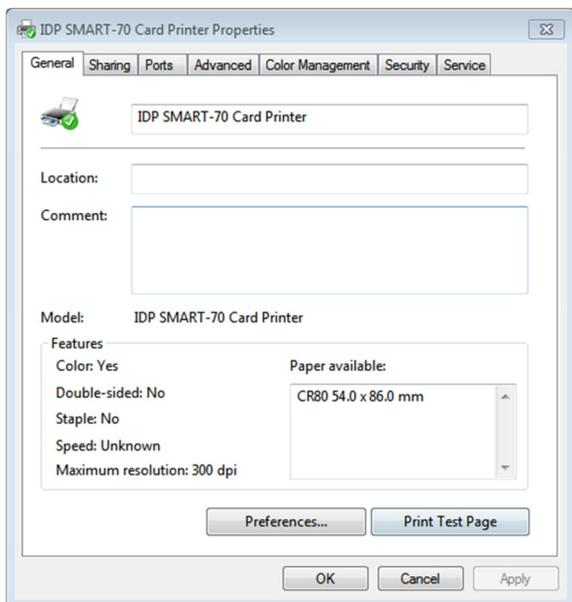 IDP SMART-70 Card Printer Properties
General Sharing Ports Advanced Color Management Security Service
IDP SMART-70 Card Printer
Location:
Comment:
Model: IDP SMART-70 Card Printer
Features
Color: Yes
Paper available:
Double-sided: No
CR80 54.0 x 86.0 mm
Staple: No
Speed: Unknown
Maximum resolution: 300 dpi
Preferences... Print Test Page
OK Cancel Apply